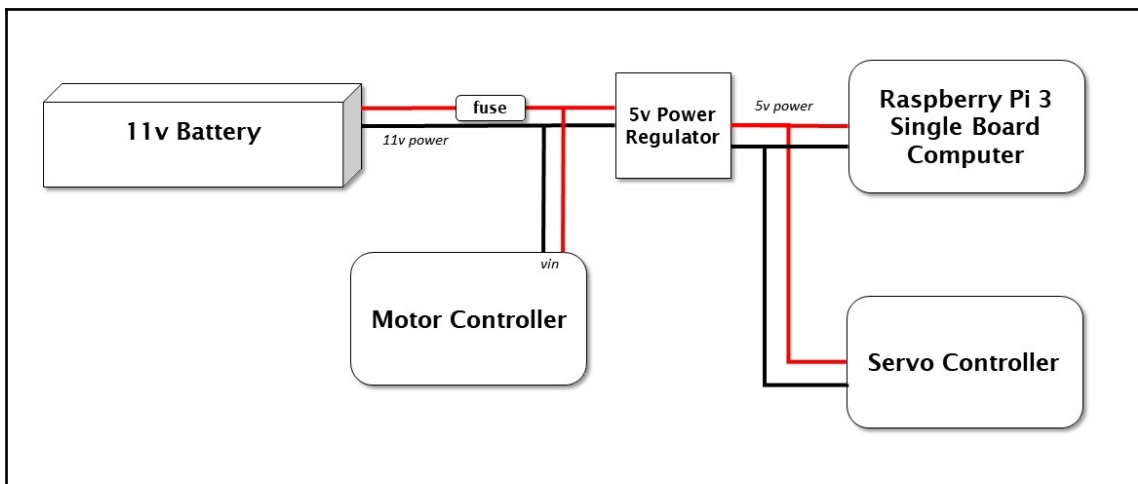 11v Battery
fuse
11v power
5v Power
Regulator
5v power
Raspberry Pi 3
Single Board
Computer
vin
Motor Controller
Servo Controller